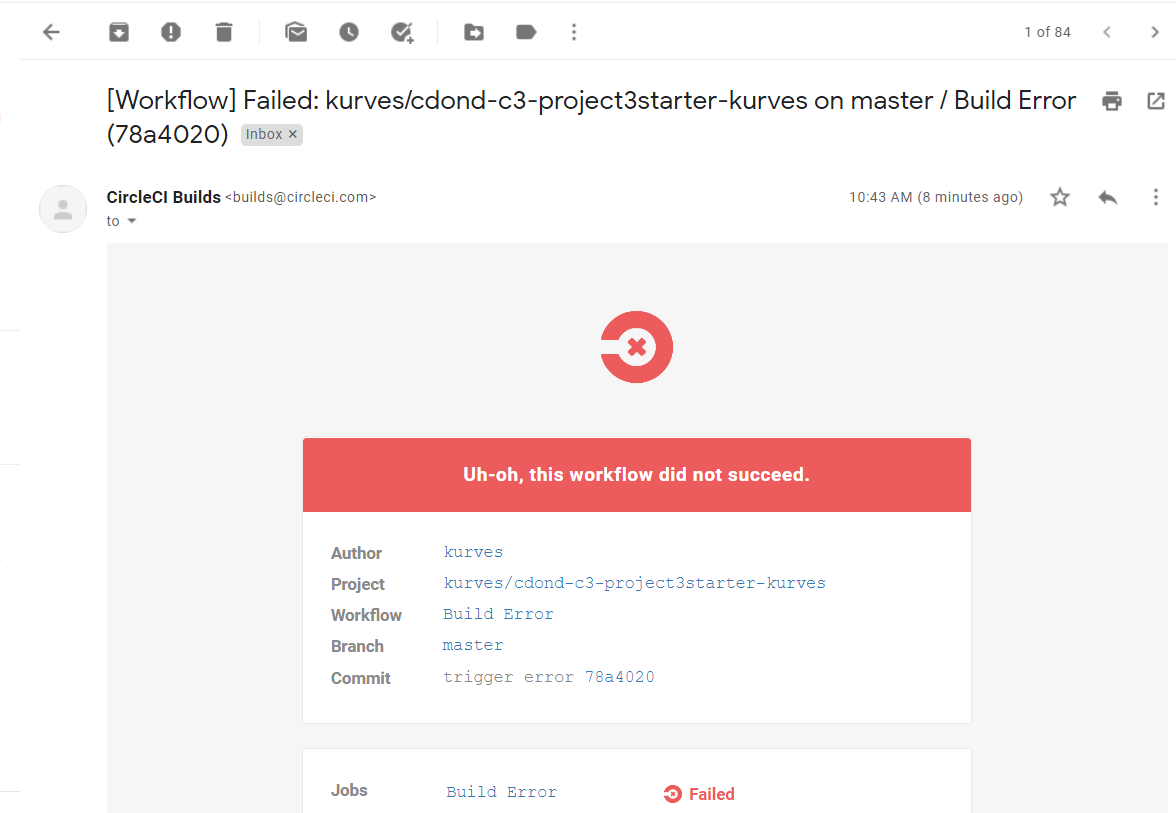 1 of 84
[Workflow] Failed: kurves/cdond-c3-project3starter-kurves on master / Build Error
(78a4020) Inbox ×
CircleCI Builds <builds@circleci.com> 10:43 AM (8 minutes ago)
to
Uh-oh, this workflow did not succeed.
Author kurves
Project kurves/cdond-c3-project3starter-kurves
Workflow Build Error
Branch master
Commit trigger error 78a4020
Jobs Build Error Failed